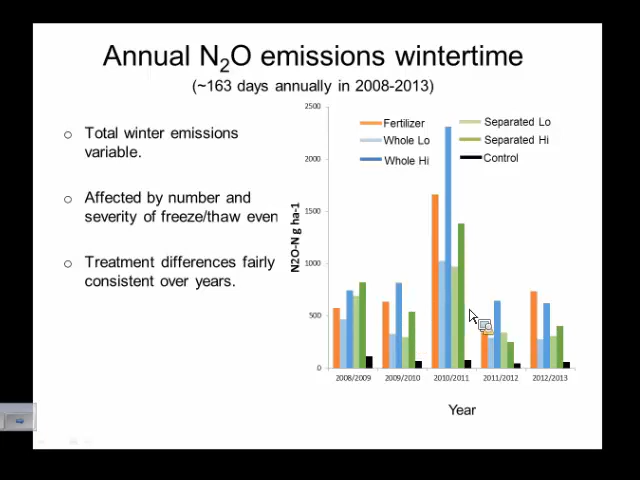 Annual N2O emissions wintertime
(~163 days annually in 2008-2013)
○ Total winter emissions
variable.
○ Affected by number and
severity of freeze/thaw even
○ Treatment differences fairly
consistent over years.
N2O-N g ha-1
2500
2000
1500
1000
500
0
Fertilizer
Whole Lo
Whole Hi
Separated Lo
Separated Hi
Control
2008/2009 2009/2010 2010/2011 2011/2012 2012/2013
Year